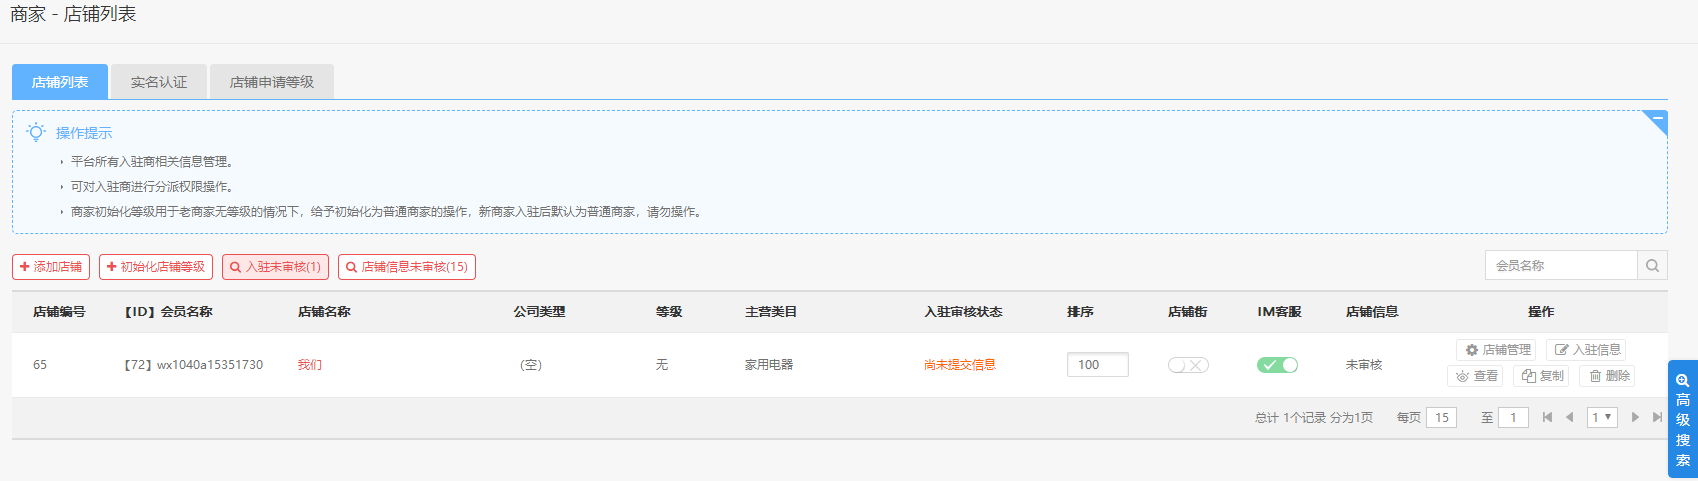 商家 - 店铺列表
店铺列表 实名认证 店铺申请等级
操作提示
平台所有入驻商相关信息管理。
可对入驻商进行分派权限操作。
商家初始化等级用于老商家无等级的情况下，给予初始化为普通商家的操作，新商家入驻后默认为普通商家，请勿操作。
添加店铺 初始化店铺等级 入驻未审核(1) 店铺信息未审核(15) 会员名称
店铺编号 【ID】会员名称 店铺名称 公司类型 等级 主营类目 入驻审核状态 排序 店铺街 IM客服 店铺信息 操作
65 【72】wx1040a15351730 我们 （空） 无 家用电器 尚未提交信息 100 未审核 店铺管理 入驻信息
查看 复制 删除
总计 1个记录 分为1页 每页 15 至 1 1
高级搜索